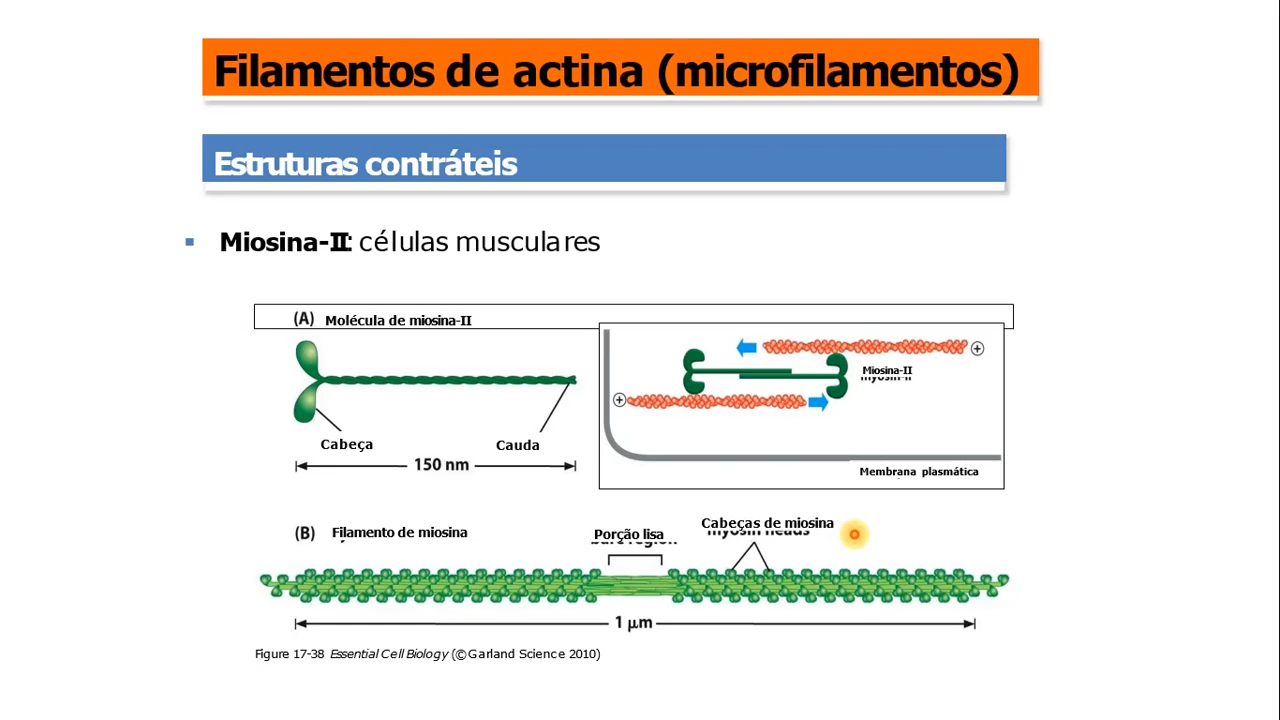 Filamentos de actina (microfilamentos)
Estruturas contráteis
Miosina-II: células musculares
(A) Molécula de miosina-II
Cabeça
Cauda
150 nm
+
Miosina-II
+
Membrana plasmática
(B) Filamento de miosina
Porção lisa
Cabeças de miosina
1 μm
Figure 17-38 Essential Cell Biology (© Garland Science 2010)